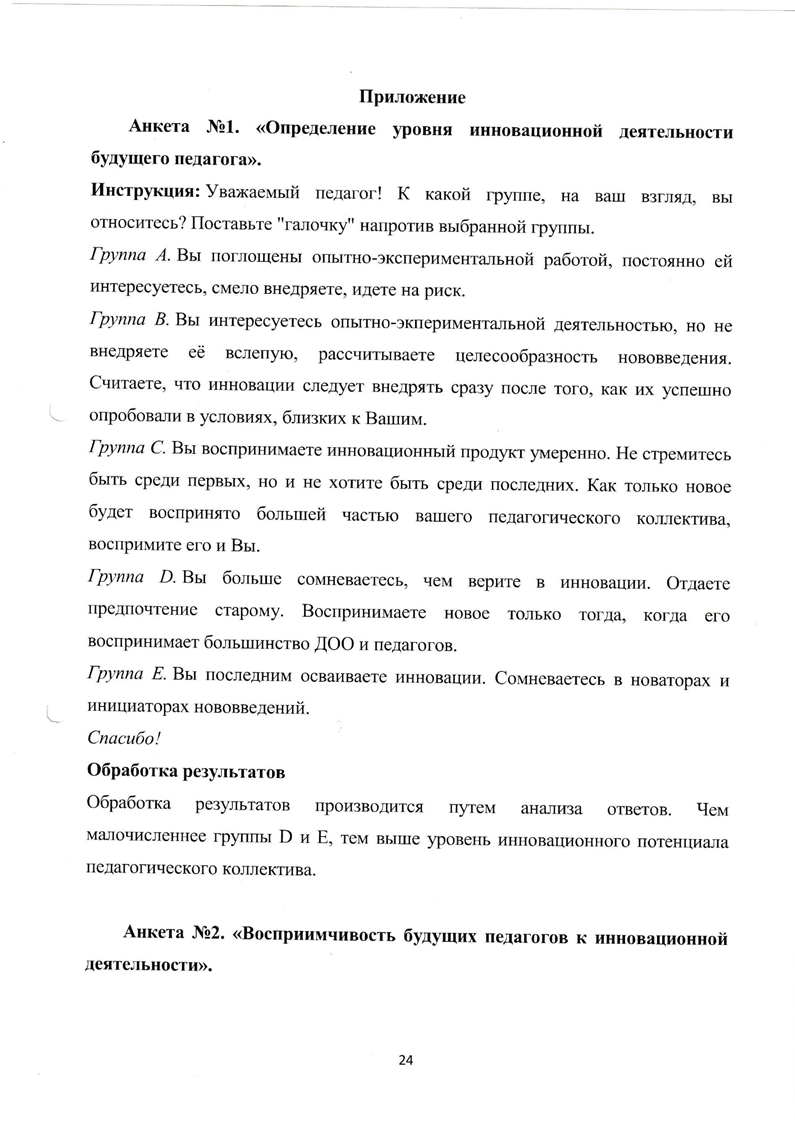 Приложение
Анкета №1. «Определение уровня инновационной деятельности
будущего педагога».
Инструкция: Уважаемый педагог! К какой группе, на ваш взгляд, вы
относитесь? Поставьте "галочку" напротив выбранной группы.
Группа А. Вы поглощены опытно-экспериментальной работой, постоянно ей
интересуетесь, смело внедряете, идете на риск.
Группа В. Вы интересуетесь опытно-экпериментальной деятельностью, но не
внедряете её вслепую, рассчитываете целесообразность нововведения.
Считаете, что инновации следует внедрять сразу после того, как их успешно
опробовали в условиях, близких к Вашим.
Группа С. Вы воспринимаете инновационный продукт умеренно. Не стремитесь
быть среди первых, но и не хотите быть среди последних. Как только новое
будет воспринято большей частью вашего педагогического коллектива,
воспримите его и Вы.
Группа D. Вы больше сомневаетесь, чем верите в инновации. Отдаете
предпочтение старому. Воспринимаете новое только тогда, когда его
воспринимает большинство ДОО и педагогов.
Группа Е. Вы последним осваиваете инновации. Сомневаетесь в новаторах и
инициаторах нововведений.
Спасибо!
Обработка результатов
Обработка результатов производится путем анализа ответов. Чем
малочисленнее группы D и Е, тем выше уровень инновационного потенциала
педагогического коллектива.
Анкета №2. «Восприимчивость будущих педагогов к инновационной
деятельности».
24